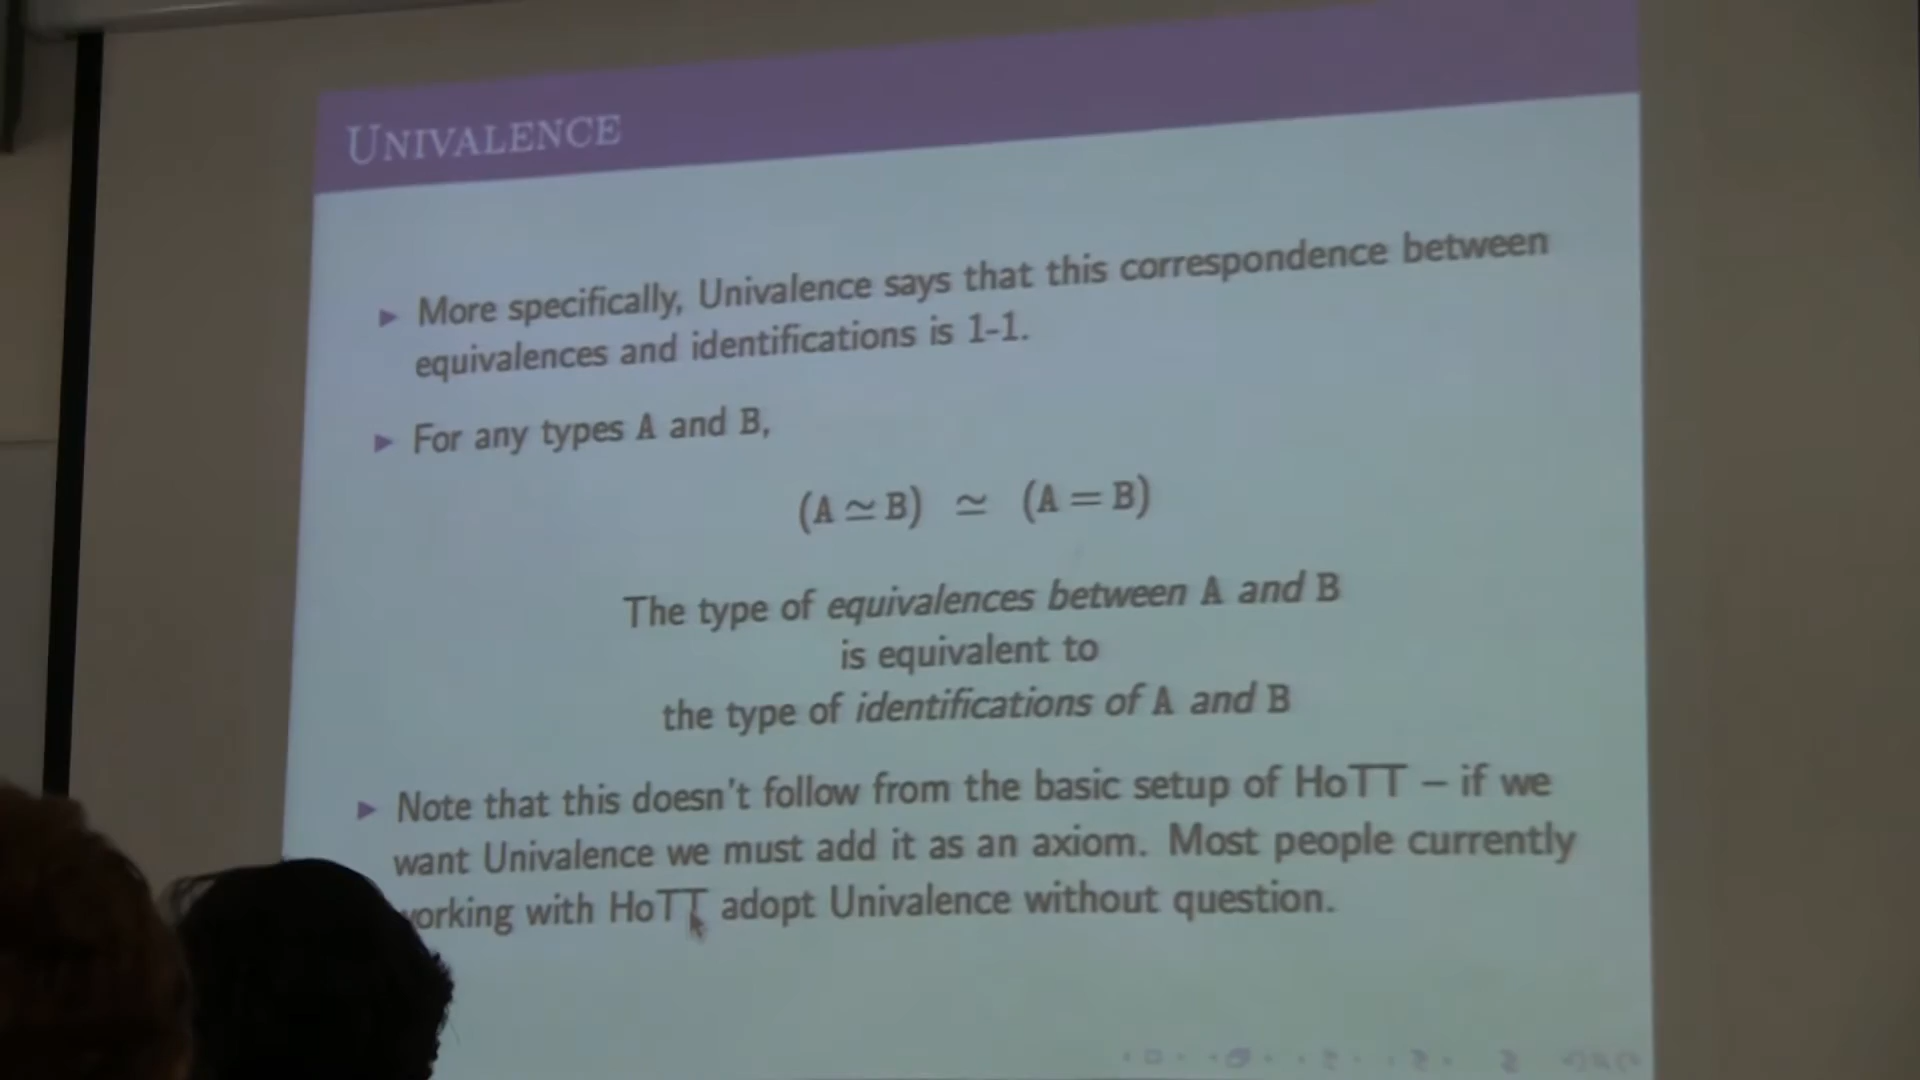 UNIVALENCE
▶ More specifically, Univalence says that this correspondence between
equivalences and identifications is 1-1.
▶ For any types A and B,
(A ≃ B) ≃ (A = B)
The type of equivalences between A and B
is equivalent to
the type of identifications of A and B
▶ Note that this doesn't follow from the basic setup of HoTT – if we
want Univalence we must add it as an axiom. Most people currently
working with HoTT adopt Univalence without question.